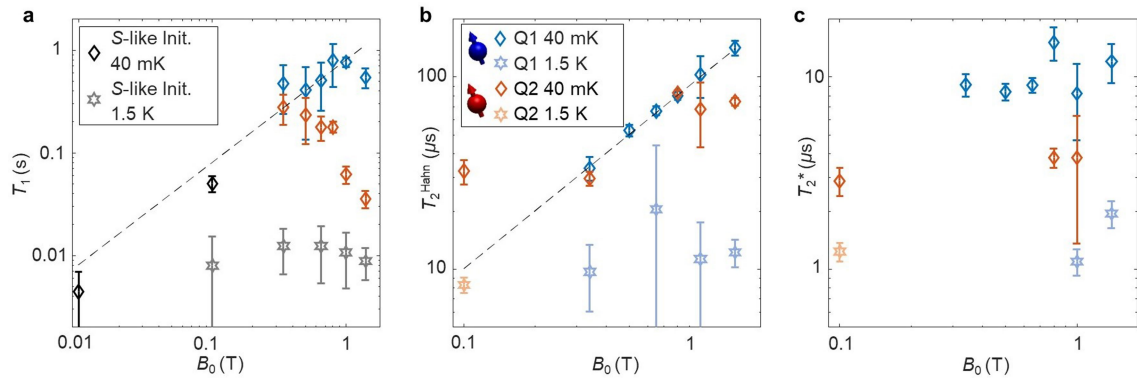 a
S-like Init.
40 mK
S-like Init.
1.5 K
T1 (s)
1
0.1
0.01
0.01
0.1
1
B0 (T)
b
Q1 40 mK
Q1 1.5 K
Q2 40 mK
Q2 1.5 K
T2Hahn (µs)
100
10
0.1
1
B0 (T)
c
T2* (µs)
10
1
0.1
1
B0 (T)